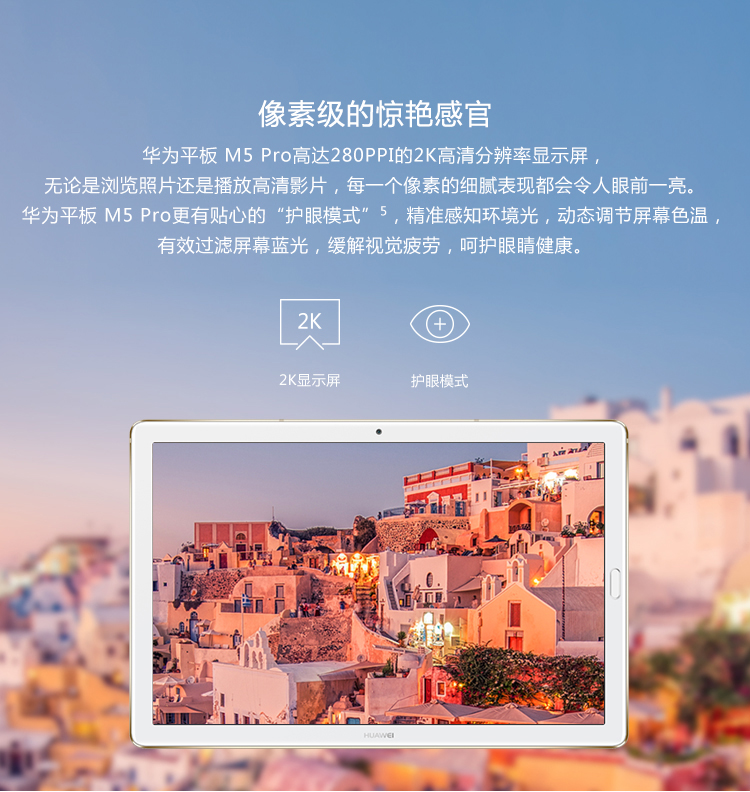 像素级的惊艳感官
华为平板 M5 Pro高达280PPI的2K高清分辨率显示屏，
无论是浏览照片还是播放高清影片，每一个像素的细腻表现都会令人眼前一亮。
华为平板 M5 Pro更有贴心的“护眼模式”5，精准感知环境光，动态调节屏幕色温，
有效过滤屏幕蓝光，缓解视觉疲劳，呵护眼睛健康。
2K
2K显示屏
护眼模式
HUAWEI